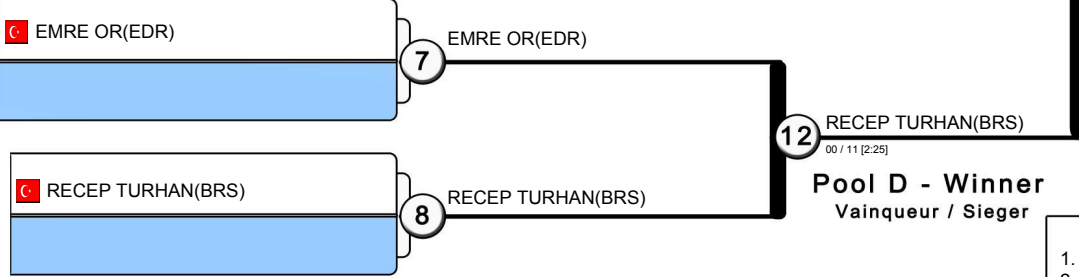 EMRE OR(EDR)
7
EMRE OR(EDR)
12
RECEP TURHAN(BRS)
00 / 11 [2:25]
RECEP TURHAN(BRS)
8
RECEP TURHAN(BRS)
Pool D - Winner
Vainqueur / Sieger
1.